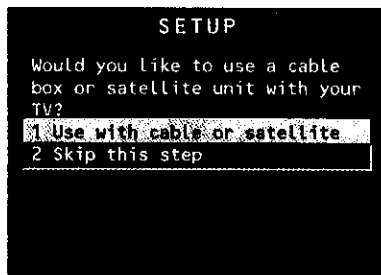 SETUP
Would you like to use a cable
box or satellite unit with your
TV?
1 Use with cable or satellite
2 Skip this step